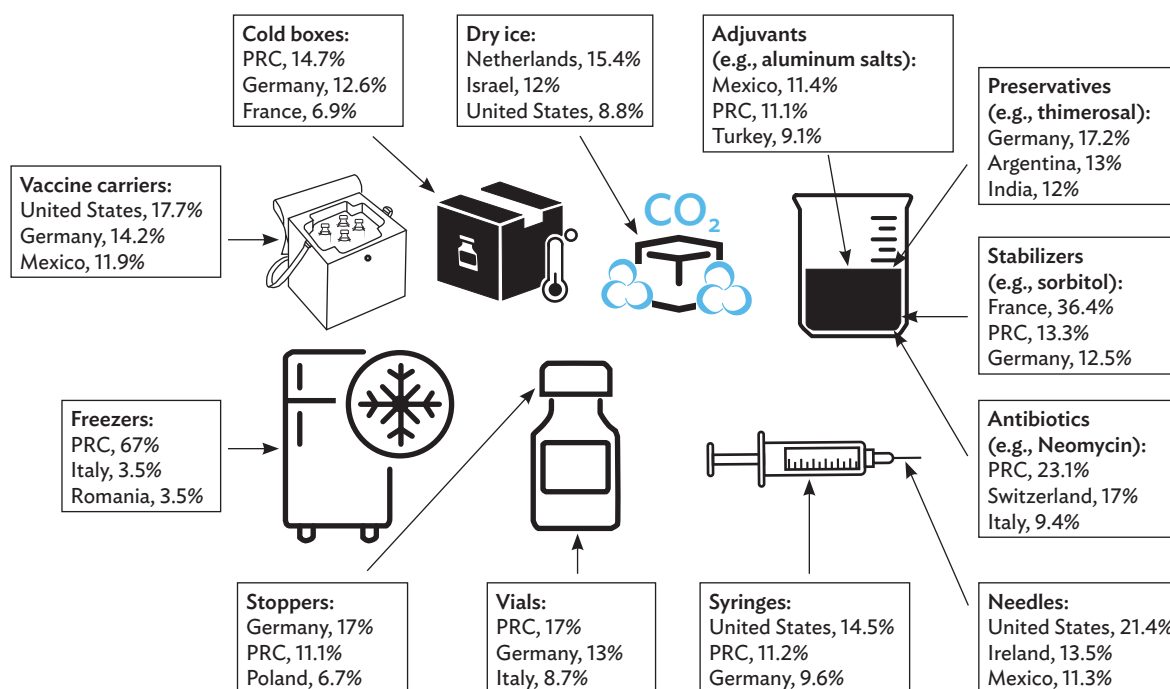 Cold boxes:
PRC, 14.7%
Germany, 12.6%
France, 6.9%
Dry ice:
Netherlands, 15.4%
Israel, 12%
United States, 8.8%
Adjuvants
(e.g., aluminum salts):
Mexico, 11.4%
PRC, 11.1%
Turkey, 9.1%
Preservatives
(e.g., thimerosal):
Germany, 17.2%
Argentina, 13%
India, 12%
Vaccine carriers:
United States, 17.7%
Germany, 14.2%
Mexico, 11.9%
CO2
Stabilizers
(e.g., sorbitol):
France, 36.4%
PRC, 13.3%
Germany, 12.5%
Freezers:
PRC, 67%
Italy, 3.5%
Romania, 3.5%
Antibiotics
(e.g., Neomycin):
PRC, 23.1%
Switzerland, 17%
Italy, 9.4%
Stoppers:
Germany, 17%
PRC, 11.1%
Poland, 6.7%
Vials:
PRC, 17%
Germany, 13%
Italy, 8.7%
Syringes:
United States, 14.5%
PRC, 11.2%
Germany, 9.6%
Needles:
United States, 21.4%
Ireland, 13.5%
Mexico, 11.3%